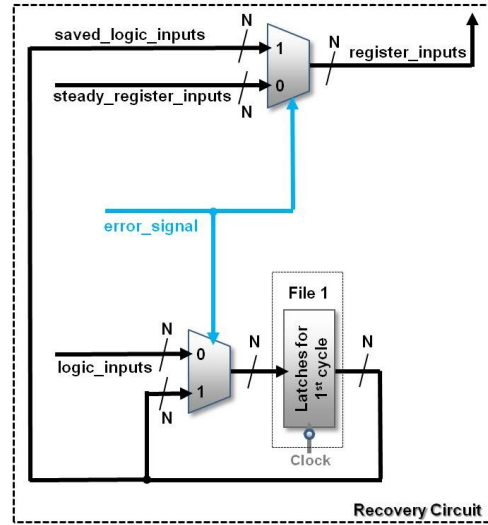 N
saved_logic_inputs
1
N
register_inputs
steady_register_inputs
0
N
error_signal
File 1
N
0
N
logic_inputs
1
N
Latches for
1st cycle
N
Clock
Recovery Circuit